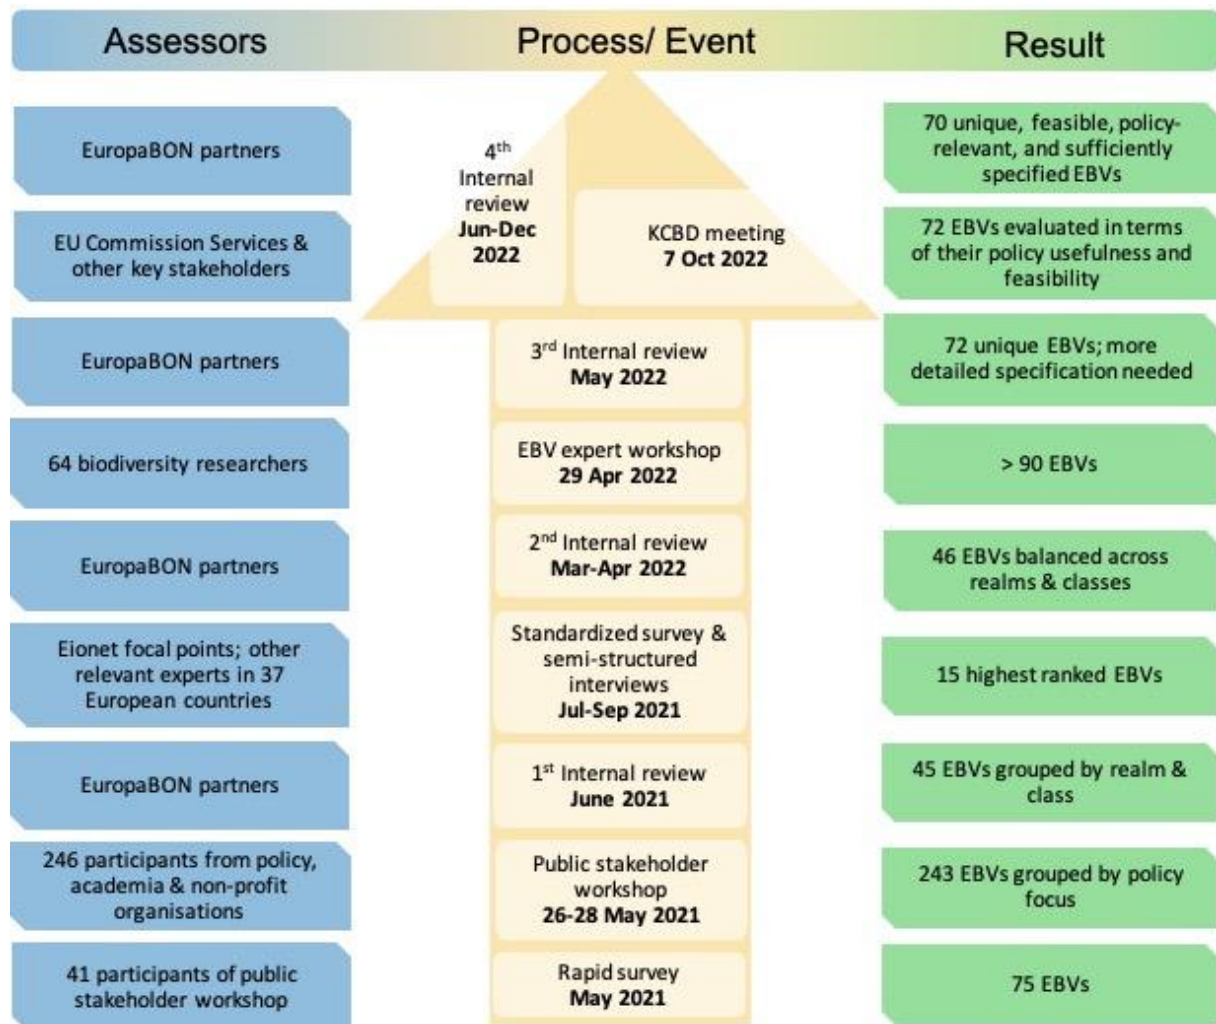 Assessors
Process/ Event
Result
EuropaBON partners
4th
Internal
review
Jun-Dec
2022
70 unique, feasible, policy-
relevant, and sufficiently
specified EBVs
EU Commission Services &
other key stakeholders
KCBD meeting
7 Oct 2022
72 EBVs evaluated in terms
of their policy usefulness and
feasibility
EuropaBON partners
3rd Internal review
May 2022
72 unique EBVs; more
detailed specification needed
64 biodiversity researchers
EBV expert workshop
29 Apr 2022
> 90 EBVs
EuropaBON partners
2nd Internal review
Mar-Apr 2022
46 EBVs balanced across
realms & classes
Eionet focal points; other
relevant experts in 37
European countries
Standardized survey &
semi-structured
interviews
Jul-Sep 2021
15 highest ranked EBVs
EuropaBON partners
1st Internal review
June 2021
45 EBVs grouped by realm &
class
246 participants from policy,
academia & non-profit
organisations
Public stakeholder
workshop
26-28 May 2021
243 EBVs grouped by policy
focus
41 participants of public
stakeholder workshop
Rapid survey
May 2021
75 EBVs